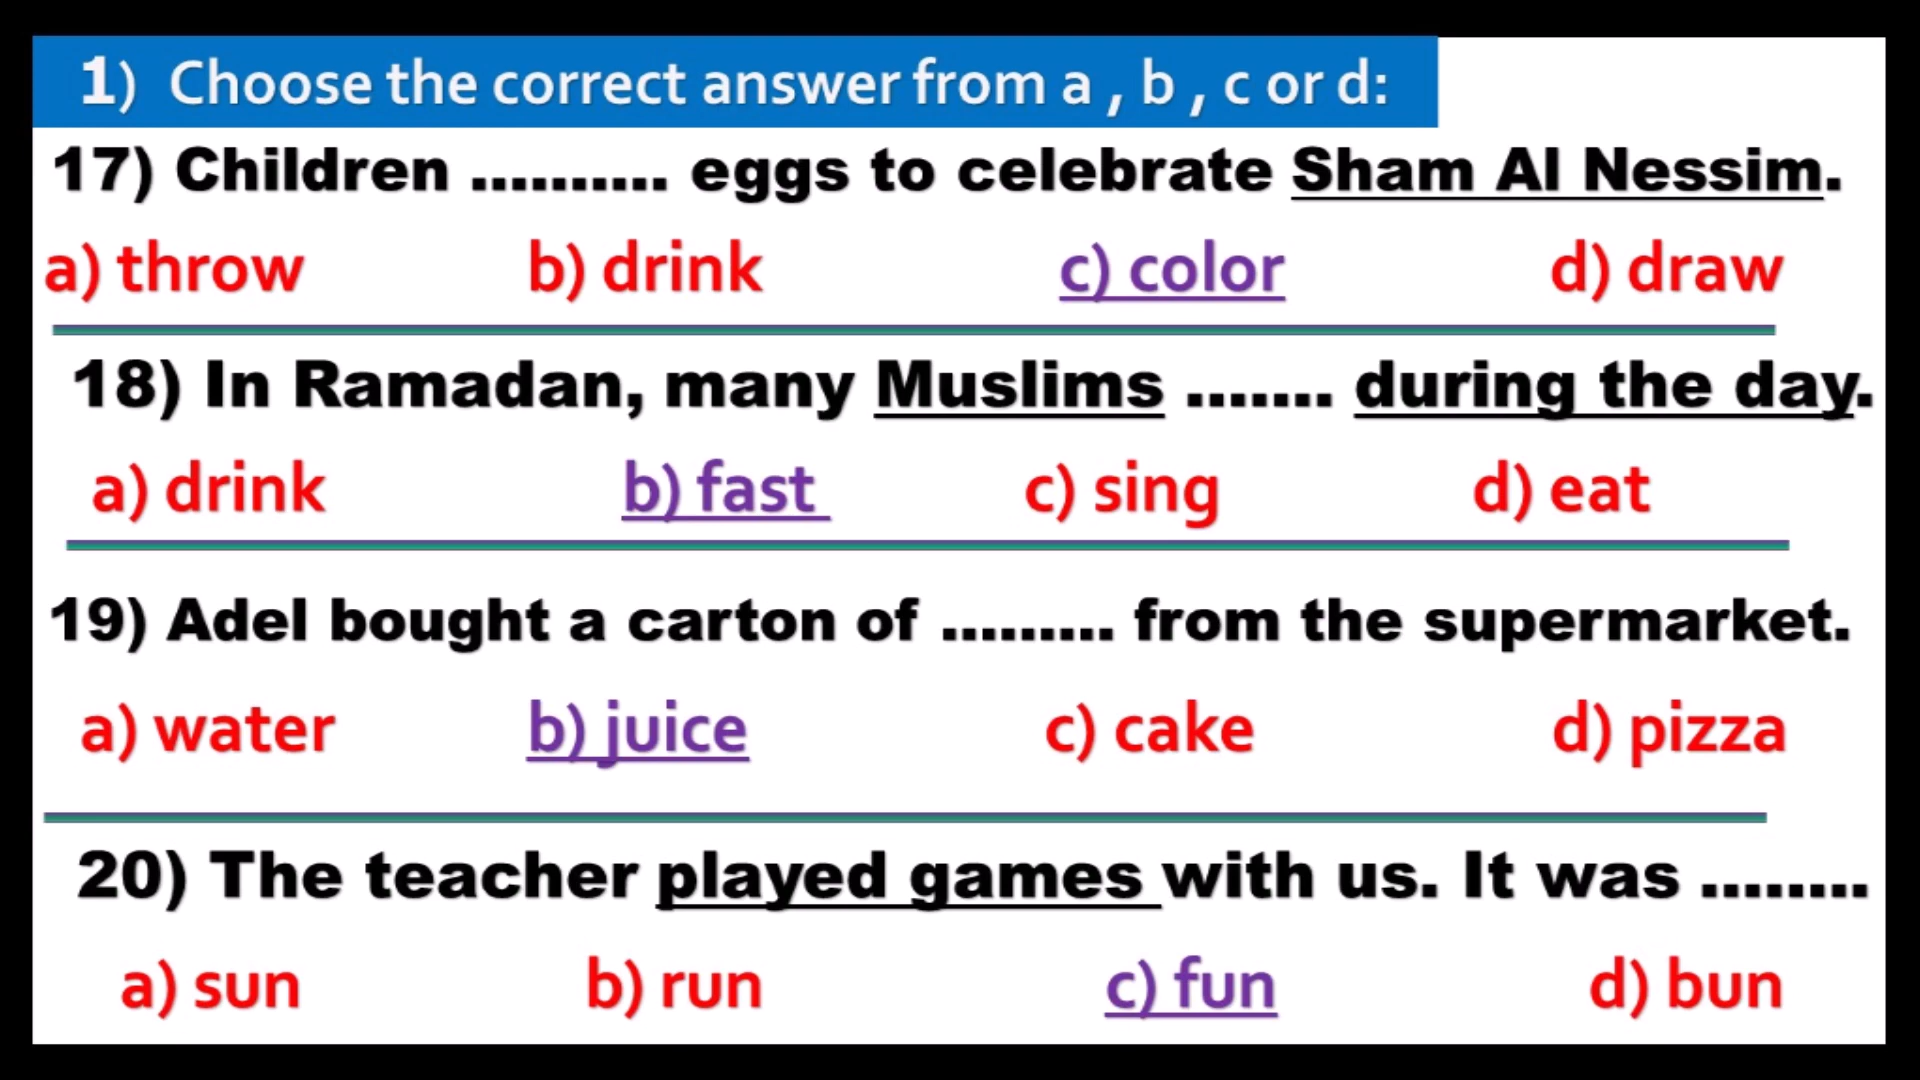 1) Choose the correct answer from a , b , c or d:
17) Children .......... eggs to celebrate Sham Al Nessim.
a) throw b) drink c) color d) draw
18) In Ramadan, many Muslims ....... during the day.
a) drink b) fast c) sing d) eat
19) Adel bought a carton of ......... from the supermarket.
a) water b) juice c) cake d) pizza
20) The teacher played games with us. It was ........
a) sun b) run c) fun d) bun